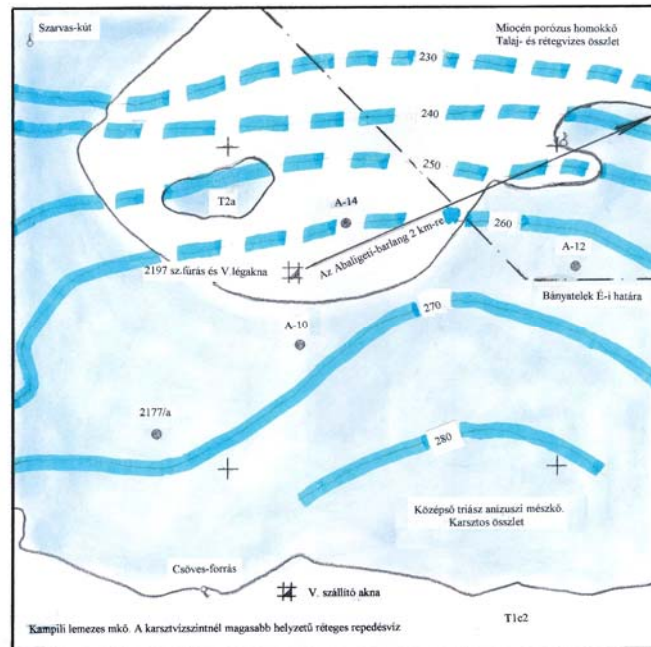 Szarvas-kút
Miocén porózus homokkő
Talaj- és rétegvizes összlet
230
240
250
T2a
A-14
260
Az Abaligeti-barlang 2 km-re
A-12
2197 sz.fúrás és V.légakna
Bányatelek É-i határa
270
A-10
2177/a
280
Középső triász anizuszi mészkő.
Karsztos összlet
Csöves-forrás
V. szállító akna
T1c2
Kampili lemezes mkő. A karsztvízszintnél magasabb helyzetű réteges repedésvíz